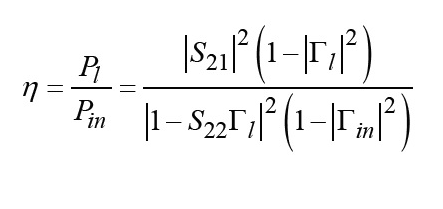 η = P_l / P_in = |S_21|^2 (1 − |Γ_l|^2) / |1 − S_22 Γ_l|^2 (1 − |Γ_in|^2)